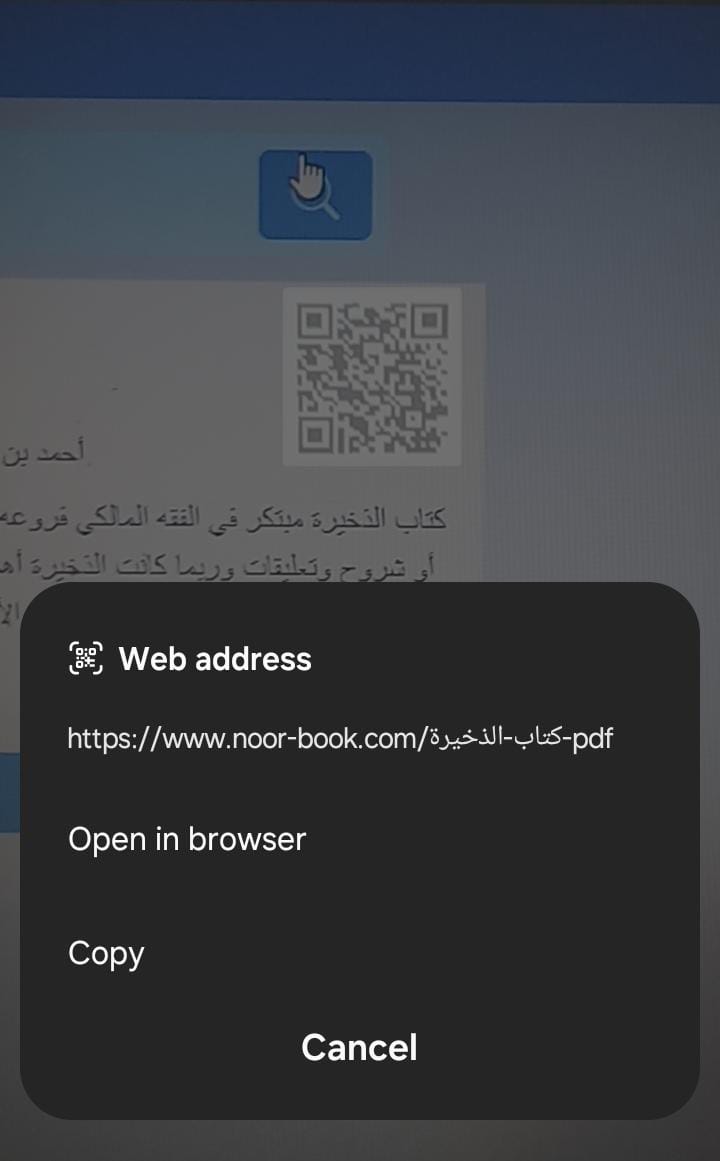 أحمد بن
كتاب الذخيرة مبتكر في الفقه المالكي فروعه
أو شروح وتعليقات وربما كانت الذخيرة
Web address
https://www.noor-book.com/كتاب-الذخيرة-pdf
Open in browser
Copy
Cancel